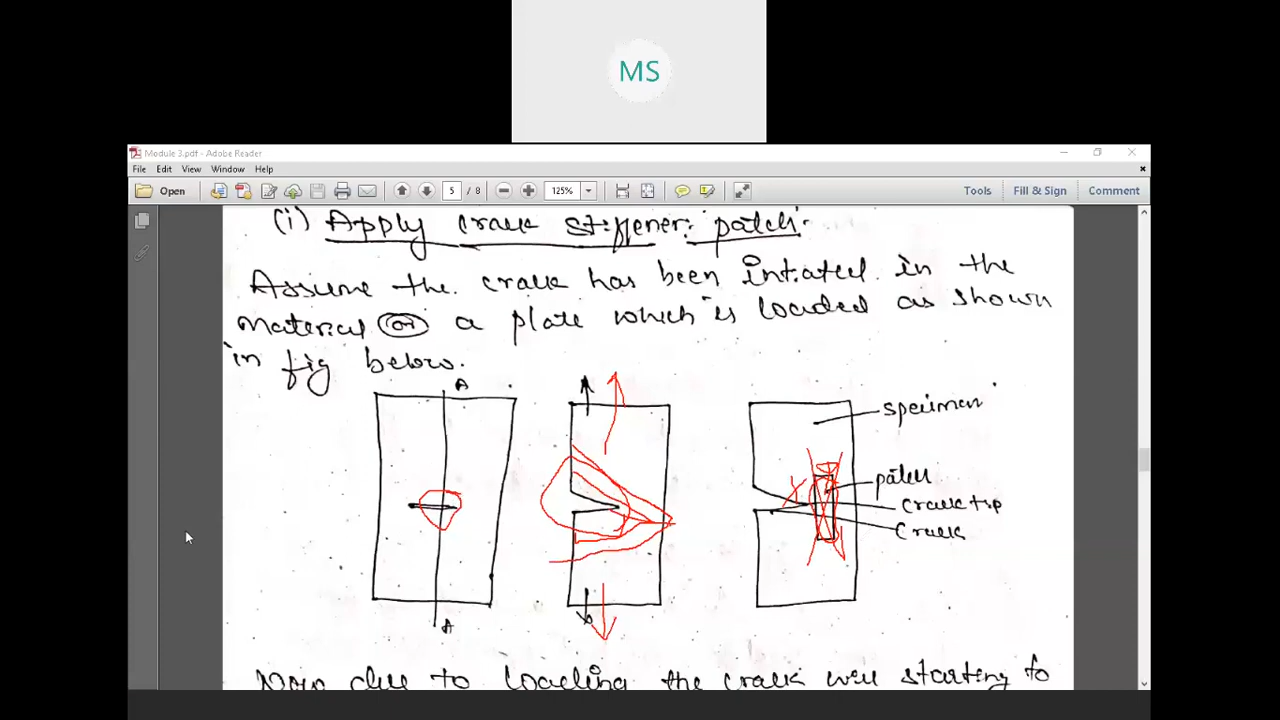 MS
Module 3.pdf - Adobe Reader
File Edit View Window Help
Open 5 / 8 125% Tools Fill & Sign Comment
(i) Apply crack stiffener patch.
Assume the crack has been intiated in the
material or a plate which is loaded as shown
in fig below.
A
specimen
patch
crack tip
crack
A
Now due to loading the crack will starting to